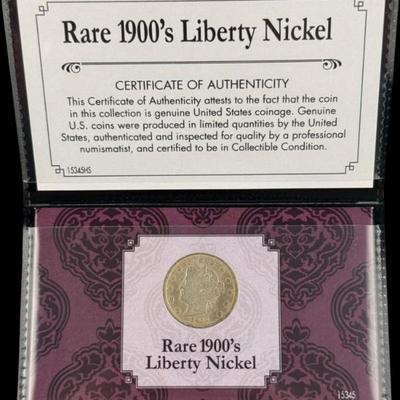 Rare 1900's Liberty Nickel
CERTIFICATE OF AUTHENTICITY
This Certificate of Authenticity attests to the fact that the coin
in this collection is genuine United States coinage. Genuine
U.S. coins were produced in limited quantities by the United
States, authenticated and inspected for quality by a professional
numismatist, and certified to be in Collectible Condition.
15345HS
Rare 1900's
Liberty Nickel
15345